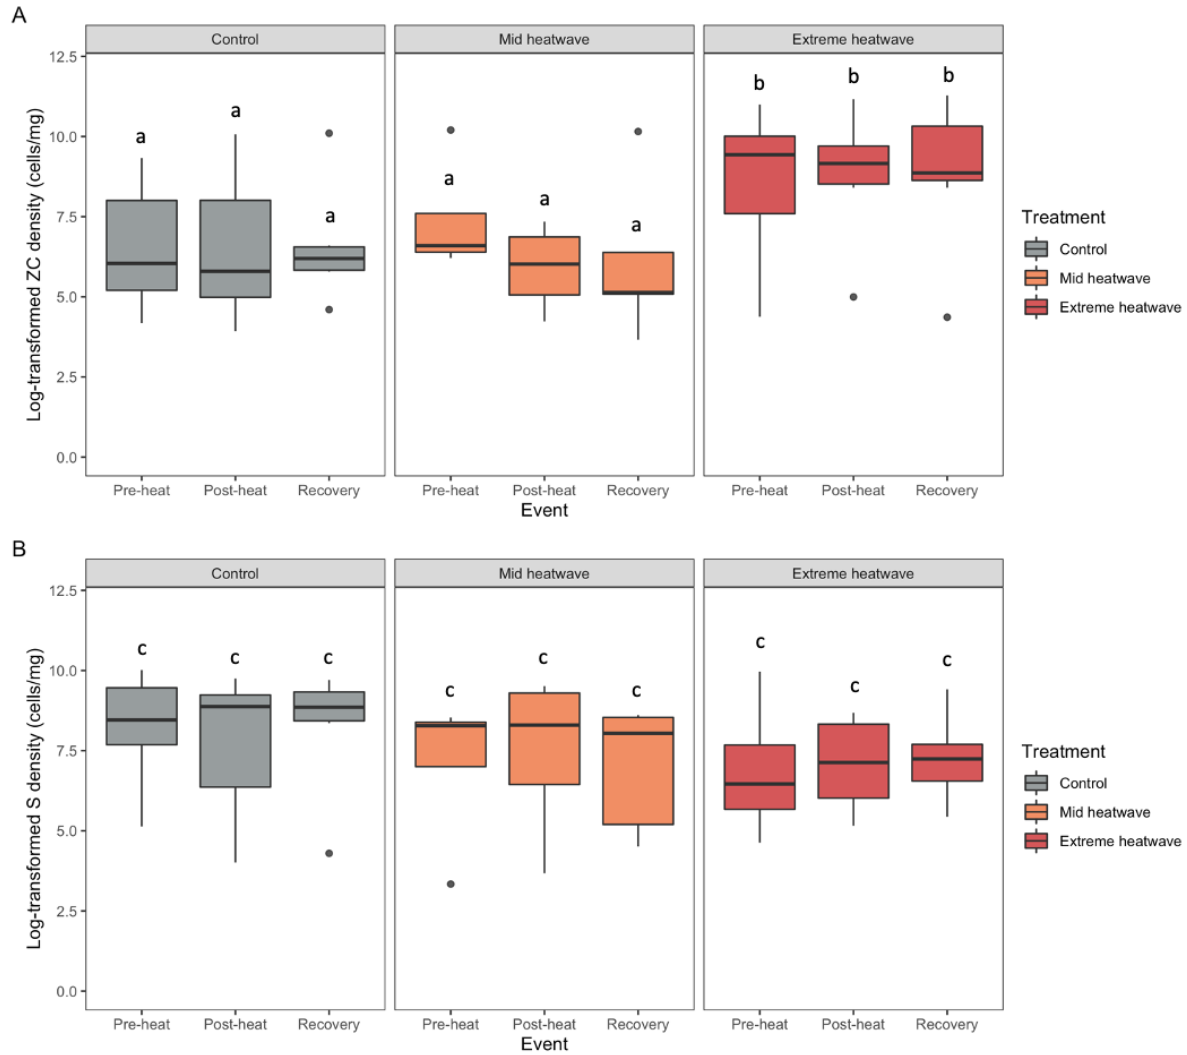 A
Control
Mid heatwave
Extreme heatwave
Log-transformed ZC density (cells/mg)
12.5
10.0
7.5
5.0
2.5
0.0
a
a
a
a
a
a
b
b
b
Pre-heat
Post-heat
Recovery
Pre-heat
Post-heat
Recovery
Pre-heat
Post-heat
Recovery
Event
Treatment
Control
Mid heatwave
Extreme heatwave
B
Control
Mid heatwave
Extreme heatwave
Log-transformed S density (cells/mg)
12.5
10.0
7.5
5.0
2.5
0.0
c
c
c
c
c
c
c
c
c
Pre-heat
Post-heat
Recovery
Pre-heat
Post-heat
Recovery
Pre-heat
Post-heat
Recovery
Event
Treatment
Control
Mid heatwave
Extreme heatwave